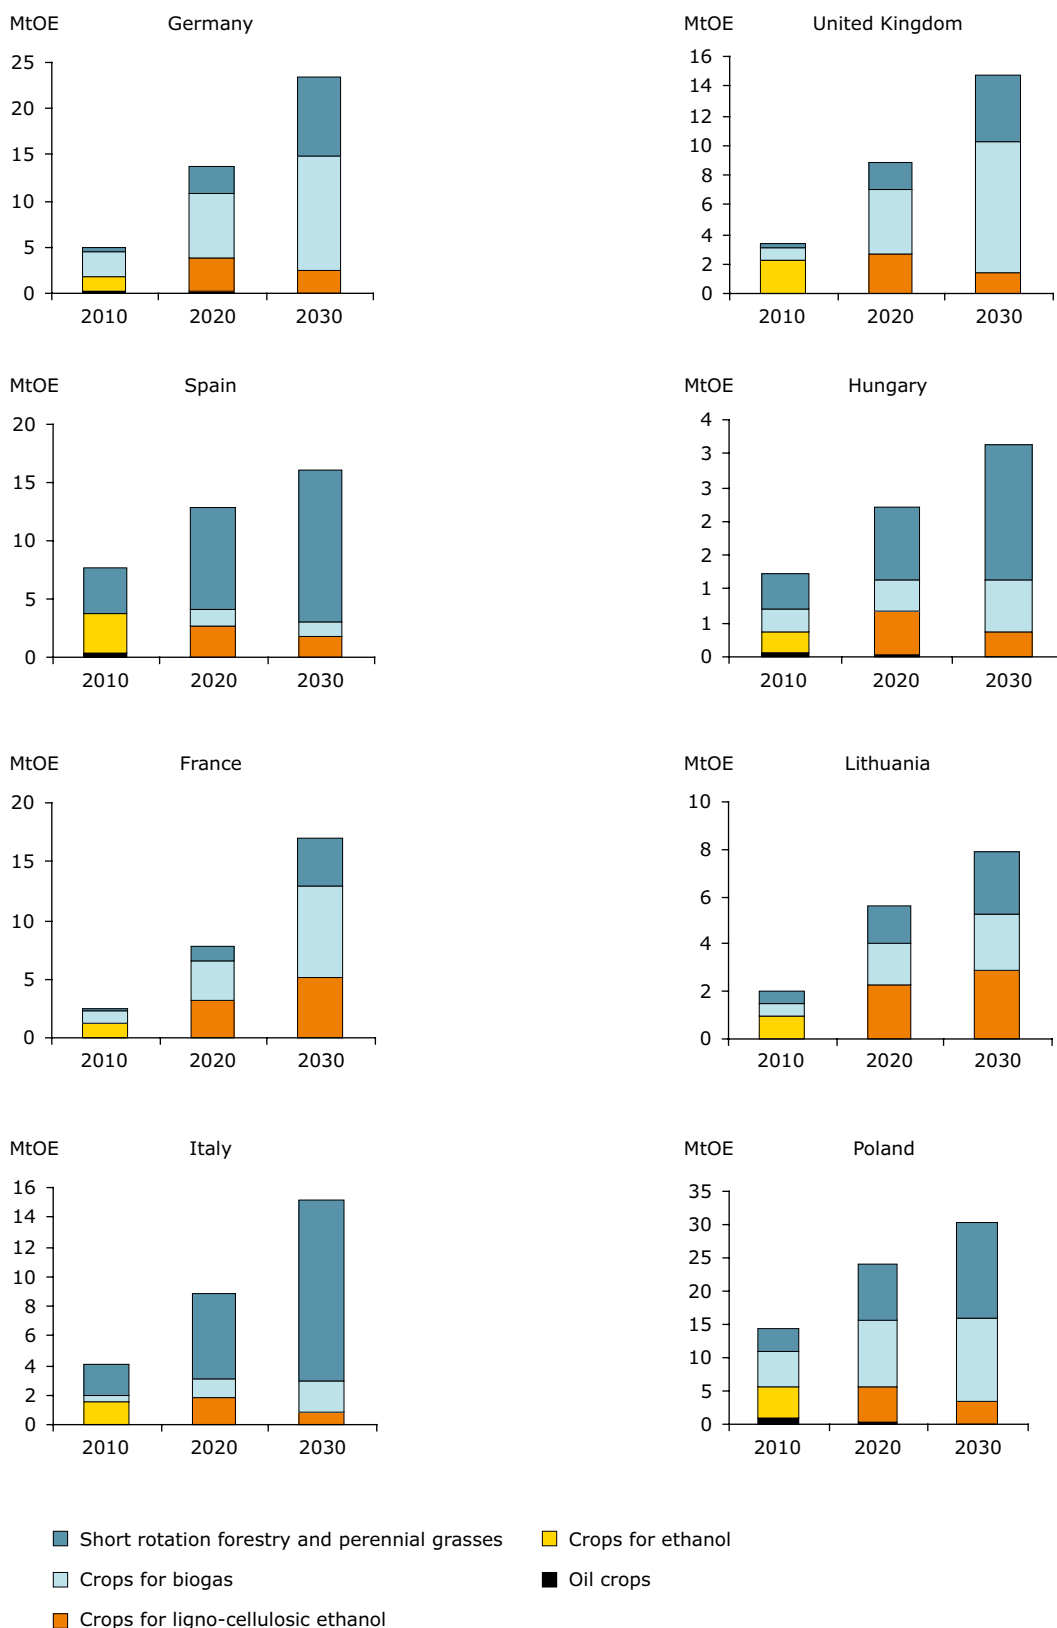 MtOE Germany
25
20
15
10
5
0
2010 2020 2030
MtOE United Kingdom
16
14
12
10
8
6
4
2
0
2010 2020 2030
MtOE Spain
20
15
10
5
0
2010 2020 2030
MtOE Hungary
4
3
3
2
2
1
1
0
2010 2020 2030
MtOE France
20
15
10
5
0
2010 2020 2030
MtOE Lithuania
10
8
6
4
2
0
2010 2020 2030
MtOE Italy
16
14
12
10
8
6
4
2
0
2010 2020 2030
MtOE Poland
35
30
25
20
15
10
5
0
2010 2020 2030
Short rotation forestry and perennial grasses
Crops for biogas
Crops for ligno-cellulosic ethanol
Crops for ethanol
Oil crops